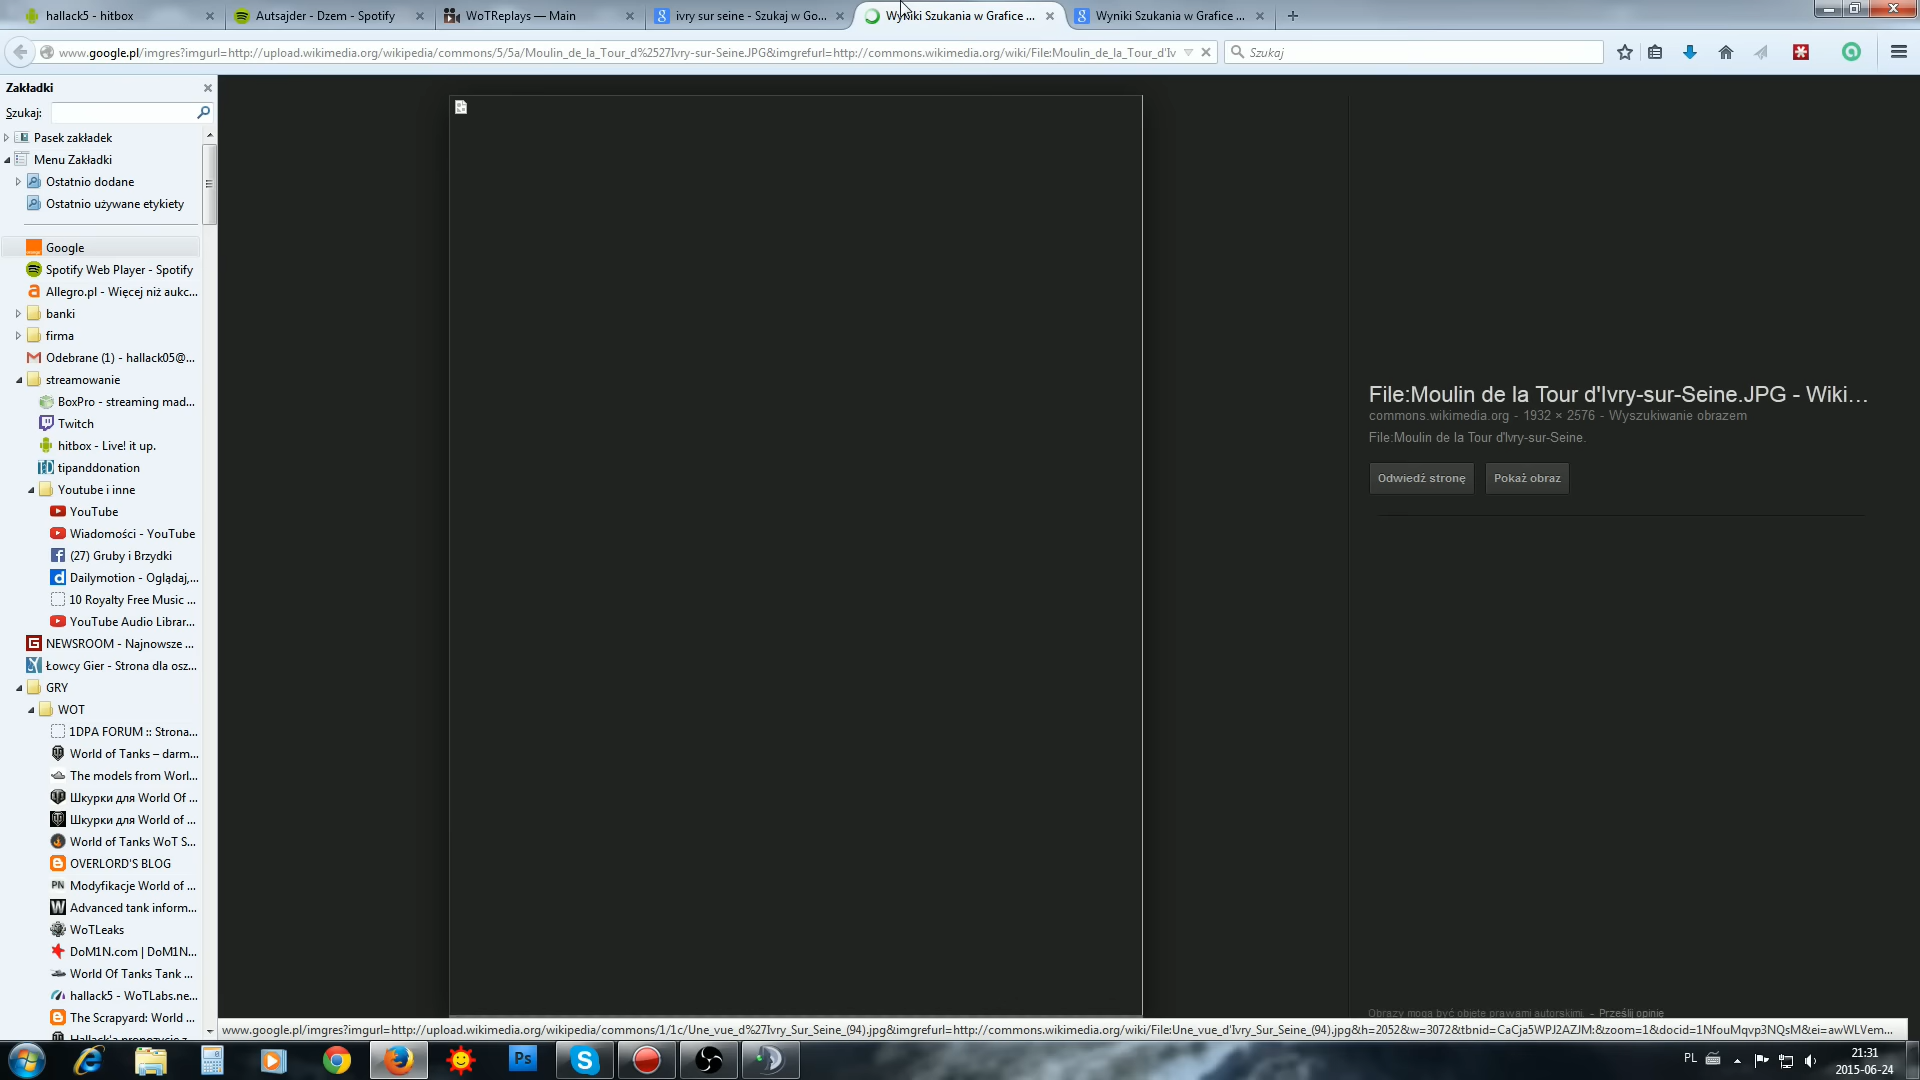 hallack5 - hitbox
Autsajder - Dzem - Spotify
WoTReplays — Main
ivry sur seine - Szukaj w Go...
Wyniki Szukania w Grafice ...
Wyniki Szukania w Grafice ...
www.google.pl/imgres?imgurl=http://upload.wikimedia.org/wikipedia/commons/5/5a/Moulin_de_la_Tour_d%2527Ivry-sur-Seine.JPG&imgrefurl=http://commons.wikimedia.org/wiki/File:Moulin_de_la_Tour_d'Iv
Szukaj
Zakładki
Szukaj:
Pasek zakładek
Menu Zakładki
Ostatnio dodane
Ostatnio używane etykiety
Google
Spotify Web Player - Spotify
Allegro.pl - Więcej niż aukc...
banki
firma
Odebrane (1) - hallack05@...
streamowanie
BoxPro - streaming mad...
Twitch
hitbox - Live! it up.
tipanddonation
Youtube i inne
YouTube
Wiadomości - YouTube
(27) Gruby i Brzydki
Dailymotion - Oglądaj,...
10 Royalty Free Music ...
YouTube Audio Librar...
NEWSROOM - Najnowsze ...
Łowcy Gier - Strona dla osz...
GRY
WOT
1DPA FORUM :: Strona...
World of Tanks – darm...
The models from Worl...
Шкурки для World Of ...
Шкурки для World of ...
World of Tanks WoT S...
OVERLORD'S BLOG
Modyfikacje World of ...
Advanced tank inform...
WoTLeaks
DoM1N.com | DoM1N...
World Of Tanks Tank ...
hallack5 - WoTLabs.ne...
The Scrapyard: World ...
Hallack'a propozycje z
File:Moulin de la Tour d'Ivry-sur-Seine.JPG - Wiki...
commons.wikimedia.org - 1932 × 2576 - Wyszukiwanie obrazem
File:Moulin de la Tour d'Ivry-sur-Seine.
Odwiedź stronę
Pokaż obraz
Obrazy mogą być objęte prawami autorskimi. - Prześlij opinię
www.google.pl/imgres?imgurl=http://upload.wikimedia.org/wikipedia/commons/1/1c/Une_vue_d%27Ivry_Sur_Seine_(94).jpg&imgrefurl=http://commons.wikimedia.org/wiki/File:Une_vue_d'Ivry_Sur_Seine_(94).jpg&h=2052&w=3072&tbnid=CaCja5WPJ2AZJM:&zoom=1&docid=1NfouMqvp3NQsM&ei=awWLVem...
Ps
PL
21:31
2015-06-24